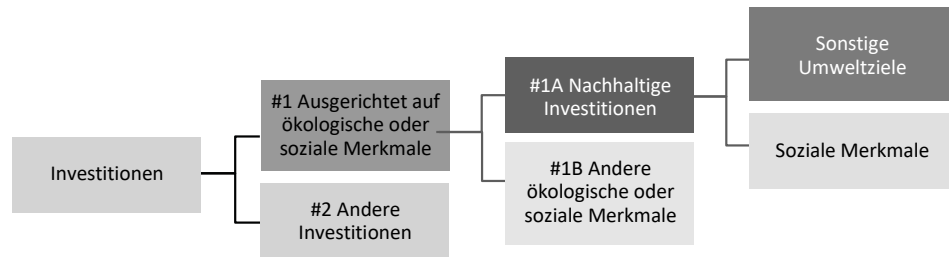 Investitionen
#1 Ausgerichtet auf
ökologische oder
soziale Merkmale
#2 Andere
Investitionen
#1A Nachhaltige
Investitionen
#1B Andere
ökologische oder
soziale Merkmale
Sonstige
Umweltziele
Soziale Merkmale